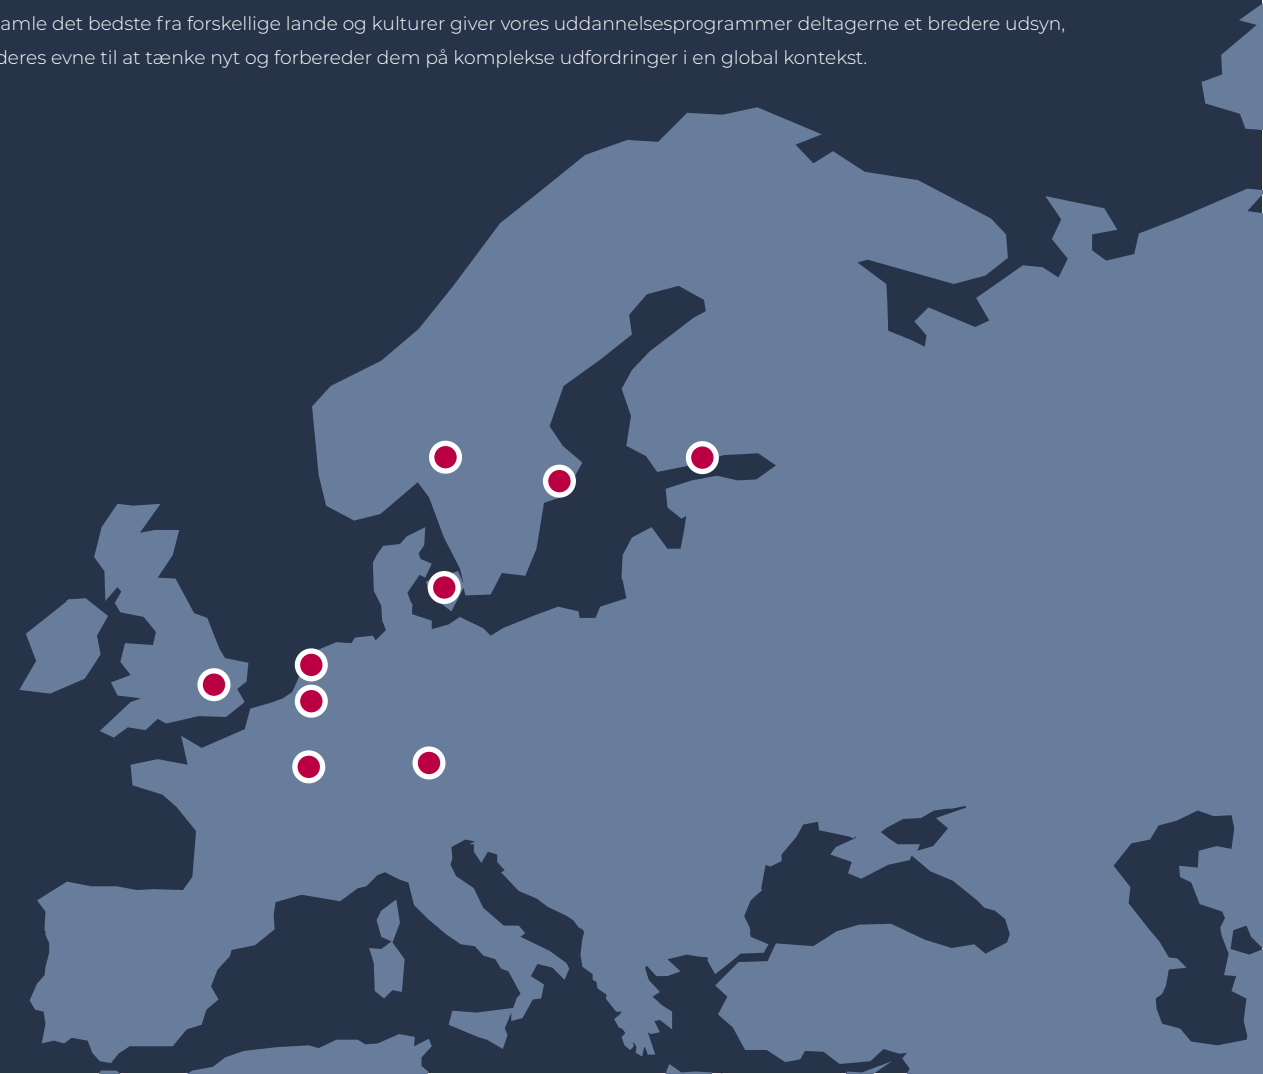 amle det bedste fra forskellige lande og kulturer giver vores uddannelsesprogrammer deltagerne et bredere udsyn,
deres evne til at tænke nyt og forbereder dem på komplekse udfordringer i en global kontekst.